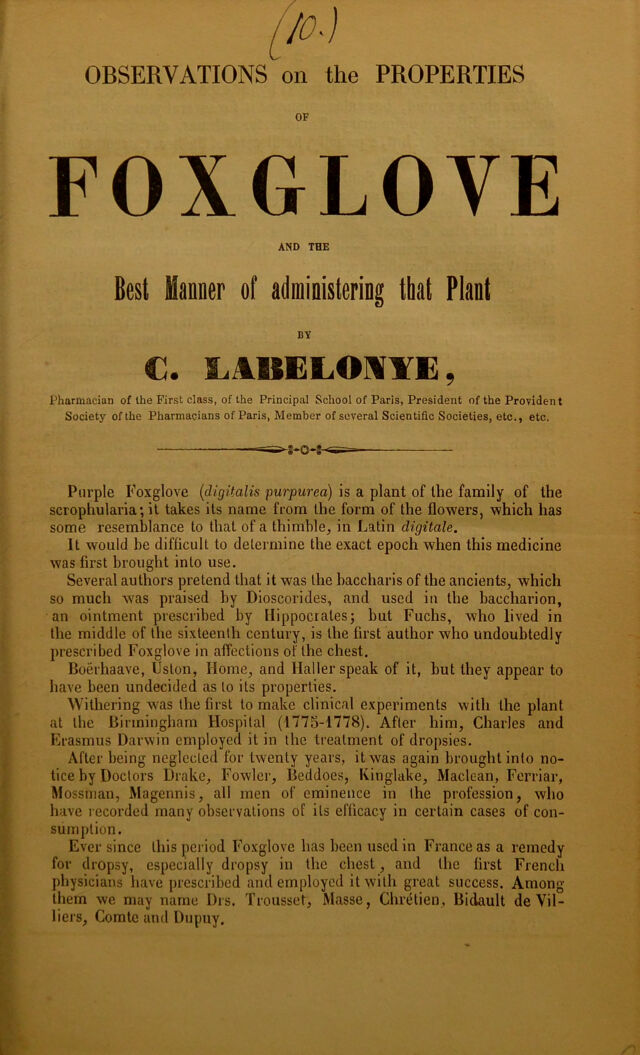 (10.)
OBSERVATIONS on the PROPERTIES
OF
FOXGLOVE
AND THE
Best Manner of administering that Plant
BY
C. LABELONYE,
Pharmacian of the First class, of the Principal School of Paris, President of the Provident
Society of the Pharmacians of Paris, Member of several Scientific Societies, etc., etc.
Purple Foxglove (digitalis purpurea) is a plant of the family of the
scrophularia; it takes its name from the form of the flowers, which has
some resemblance to that of a thimble, in Latin digitale.
It would be difficult to determine the exact epoch when this medicine
was first brought into use.
Several authors pretend that it was the baccharis of the ancients, which
so much was praised by Dioscorides, and used in the baccharion,
an ointment prescribed by Hippocrates; but Fuchs, who lived in
the middle of the sixteenth century, is the first author who undoubtedly
prescribed Foxglove in affections of the chest.
Boërhaave, Uston, Home, and Haller speak of it, but they appear to
have been undecided as to its properties.
Withering was the first to make clinical experiments with the plant
at the Birmingham Hospital (1775-1778). After him, Charles and
Erasmus Darwin employed it in the treatment of dropsies.
After being neglected for twenty years, it was again brought into no-
tice by Doctors Drake, Fowler, Beddoes, Kinglake, Maclean, Ferriar,
Mossman, Magennis, all men of eminence in the profession, who
have recorded many observations of its efficacy in certain cases of con-
sumption.
Ever since this period Foxglove has been used in France as a remedy
for dropsy, especially dropsy in the chest, and the first French
physicians have prescribed and employed it with great success. Among
them we may name Drs. Trousset, Masse, Chrétien, Bidault de Vil-
liers, Comte and Dupuy.